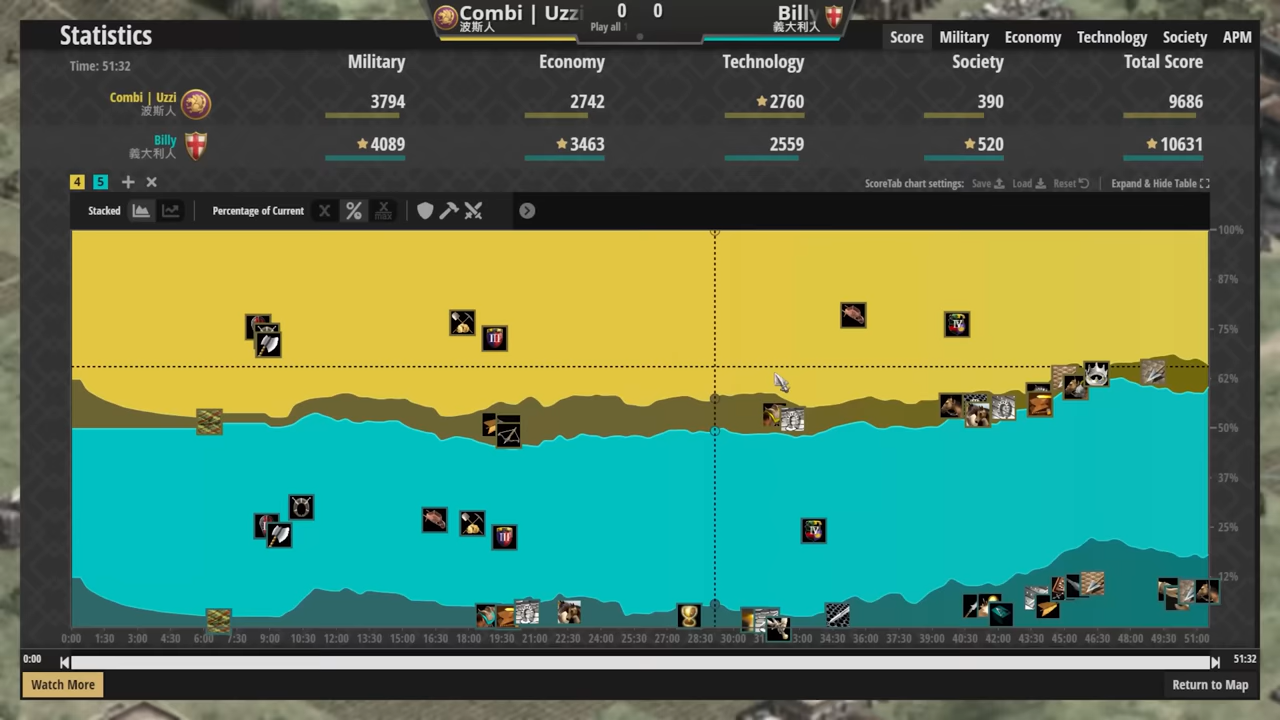 Combi | Uzzi 0 0 Billy
波斯人 Play all 義大利人
Statistics
Score Military Economy Technology Society APM
Time: 51:32 Military Economy Technology Society Total Score
Combi | Uzzi 3794 2742 2760 390 9686
波斯人
Billy 4089 3463 2559 520 10631
義大利人
4 5
ScoreTab chart settings: Save Load Reset Expand & Hide Table
Stacked Percentage of Current X % X max
100%
87%
75%
62%
50%
37%
25%
12%
III
IV
III
IV
0:00 1:30 3:00 4:30 6:00 7:30 9:00 10:30 12:00 13:30 15:00 16:30 18:00 19:30 21:00 22:30 24:00 25:30 27:00 28:30 30:00 34:30 36:00 37:30 39:00 40:30 42:00 43:30 45:00 46:30 48:00 49:30 51:00
0:00 51:32
Watch More Return to Map